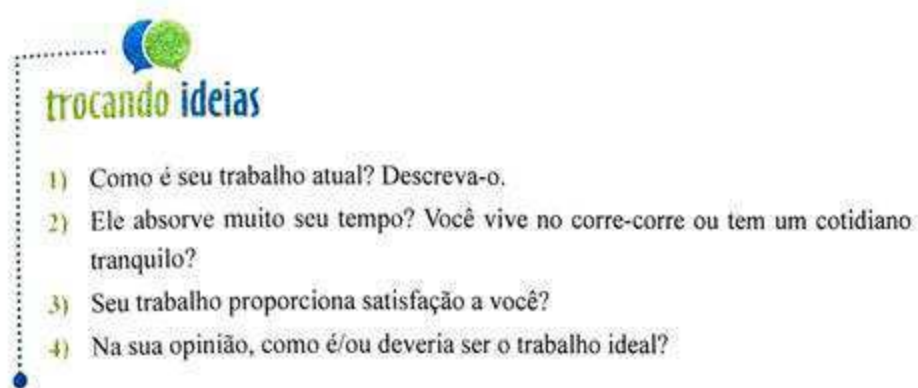 trocando ideias
1) Como é seu trabalho atual? Descreva-o.
2) Ele absorve muito seu tempo? Você vive no corre-corre ou tem um cotidiano
tranquilo?
3) Seu trabalho proporciona satisfação a você?
4) Na sua opinião, como é/ou deveria ser o trabalho ideal?